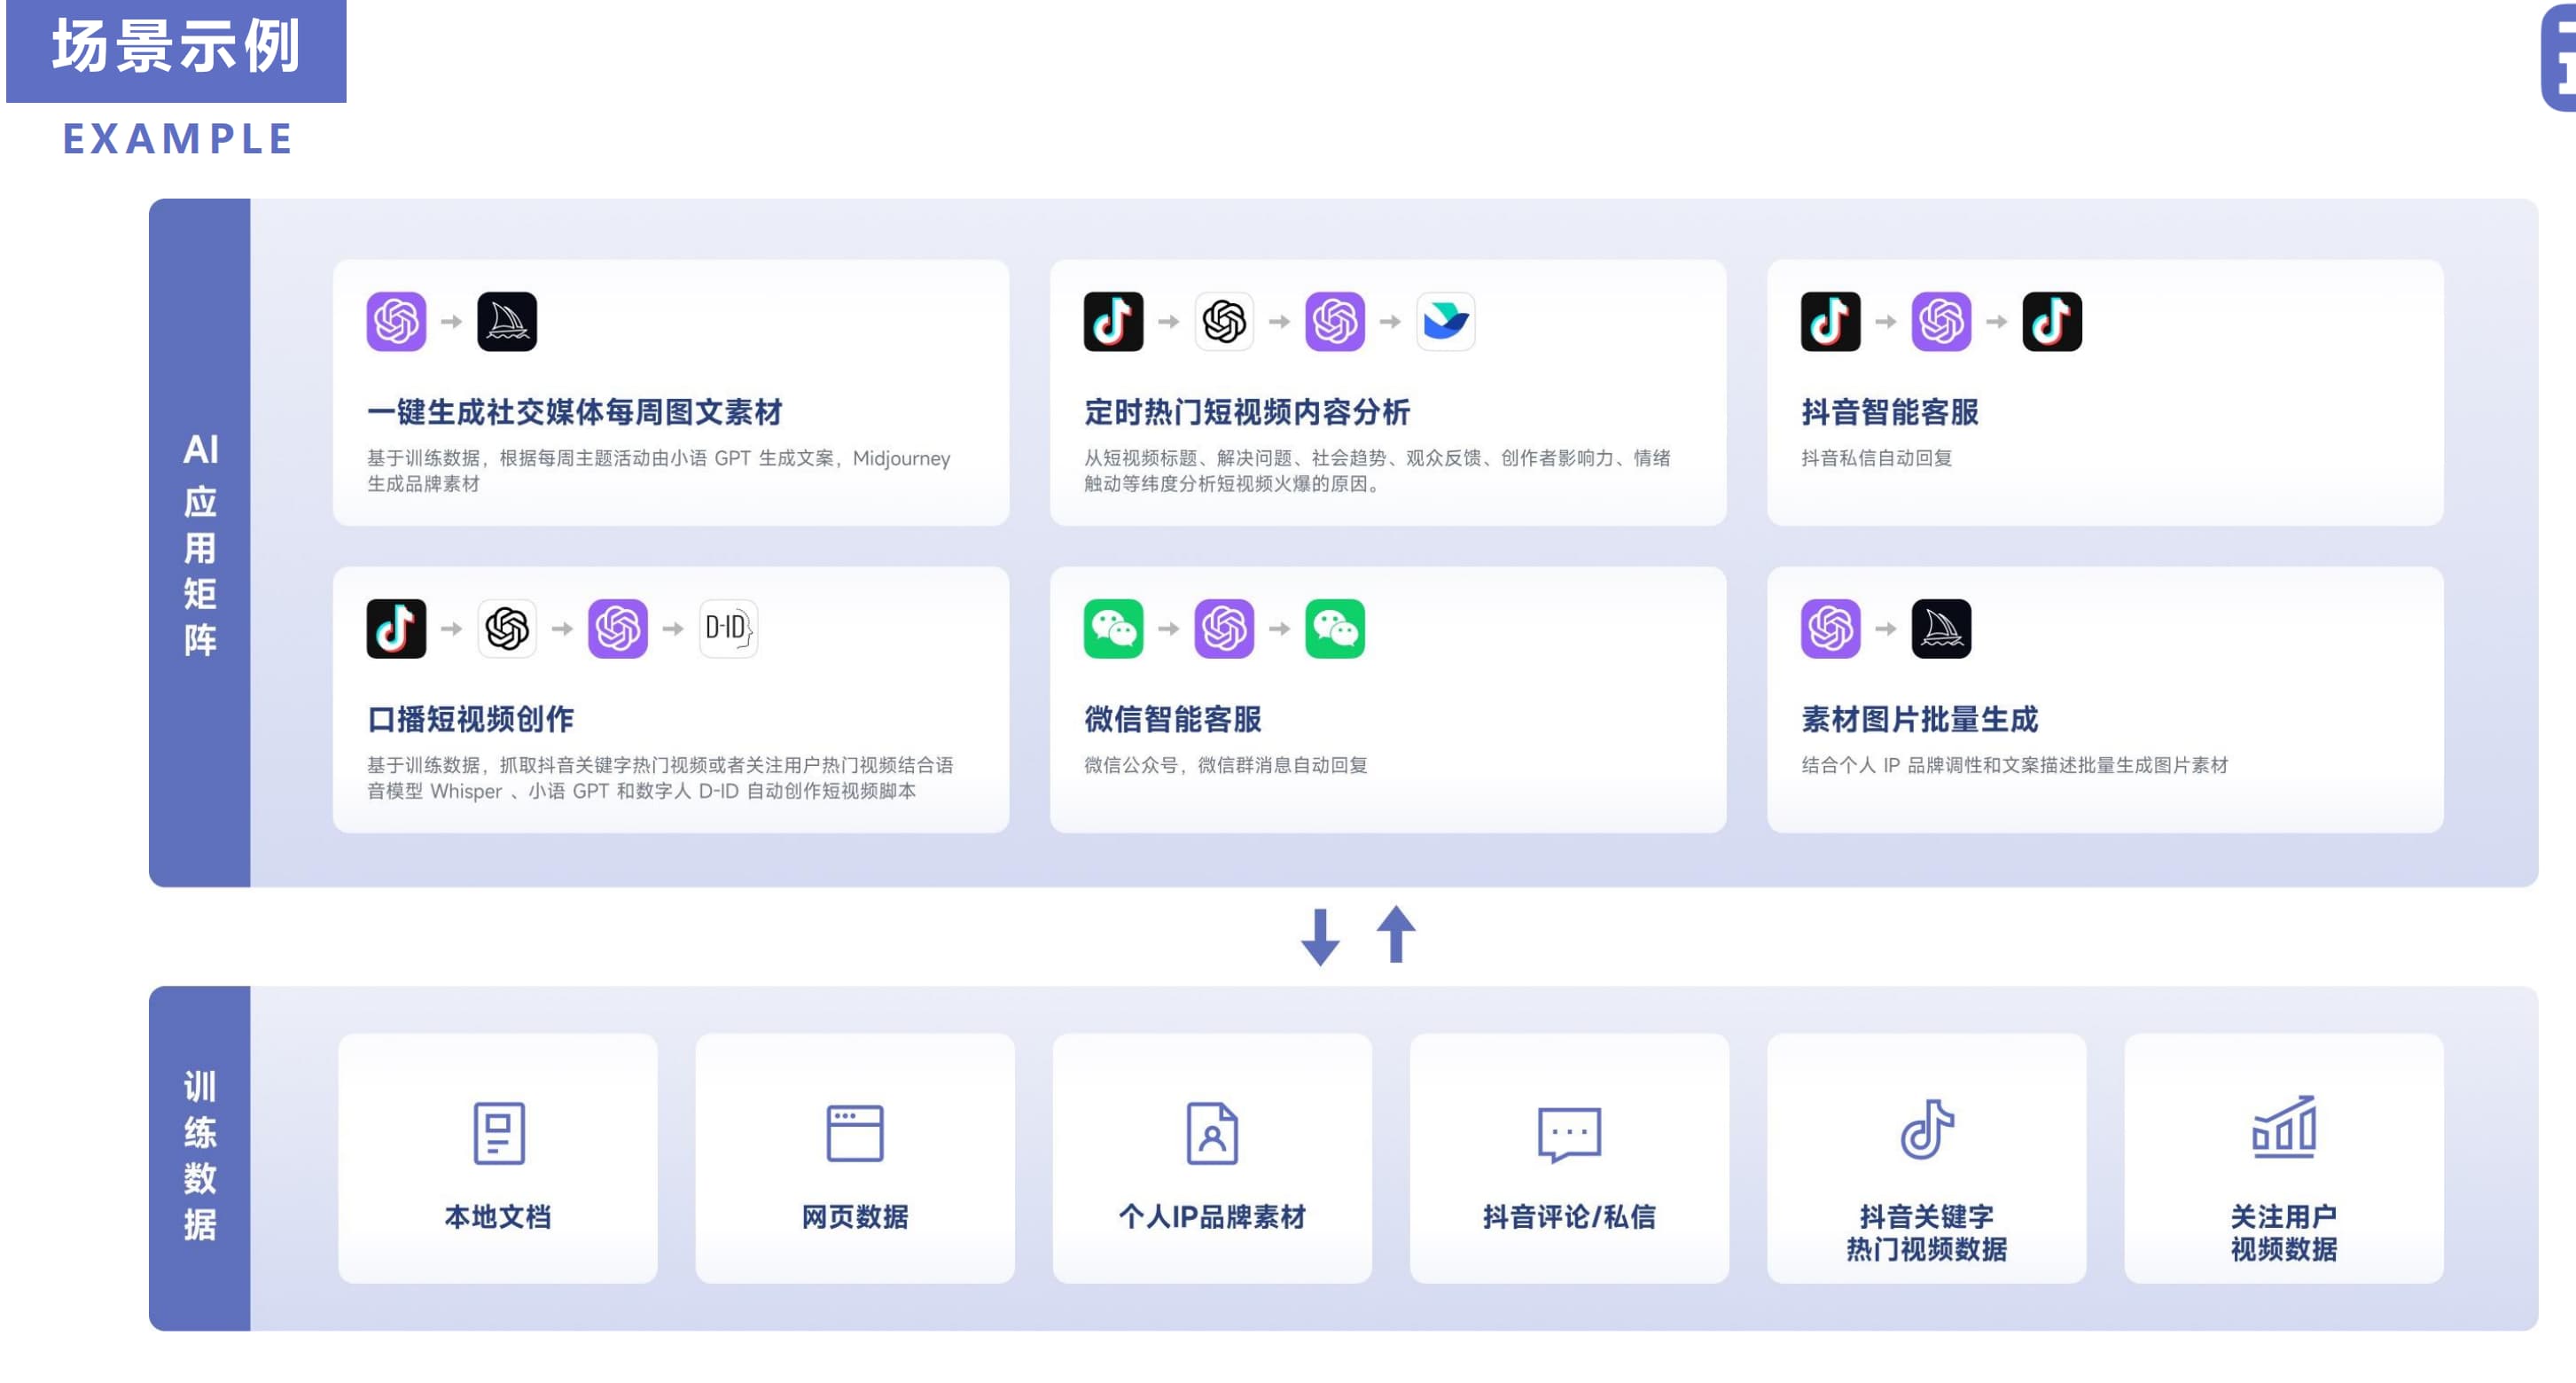 场景示例
EXAMPLE
AI
应
用
矩
阵
一键生成社交媒体每周图文素材
基于训练数据，根据每周主题活动由小语 GPT 生成文案，Midjourney
生成品牌素材
定时热门短视频内容分析
从短视频标题、解决问题、社会趋势、观众反馈、创作者影响力、情绪
触动等纬度分析短视频火爆的原因。
抖音智能客服
抖音私信自动回复
D-ID
口播短视频创作
基于训练数据，抓取抖音关键字热门视频或者关注用户热门视频结合语
音模型 Whisper 、小语 GPT 和数字人 D-ID 自动创作短视频脚本
微信智能客服
微信公众号，微信群消息自动回复
素材图片批量生成
结合个人 IP 品牌调性和文案描述批量生成图片素材
训
练
数
据
本地文档
网页数据
个人IP品牌素材
抖音评论/私信
抖音关键字
热门视频数据
关注用户
视频数据